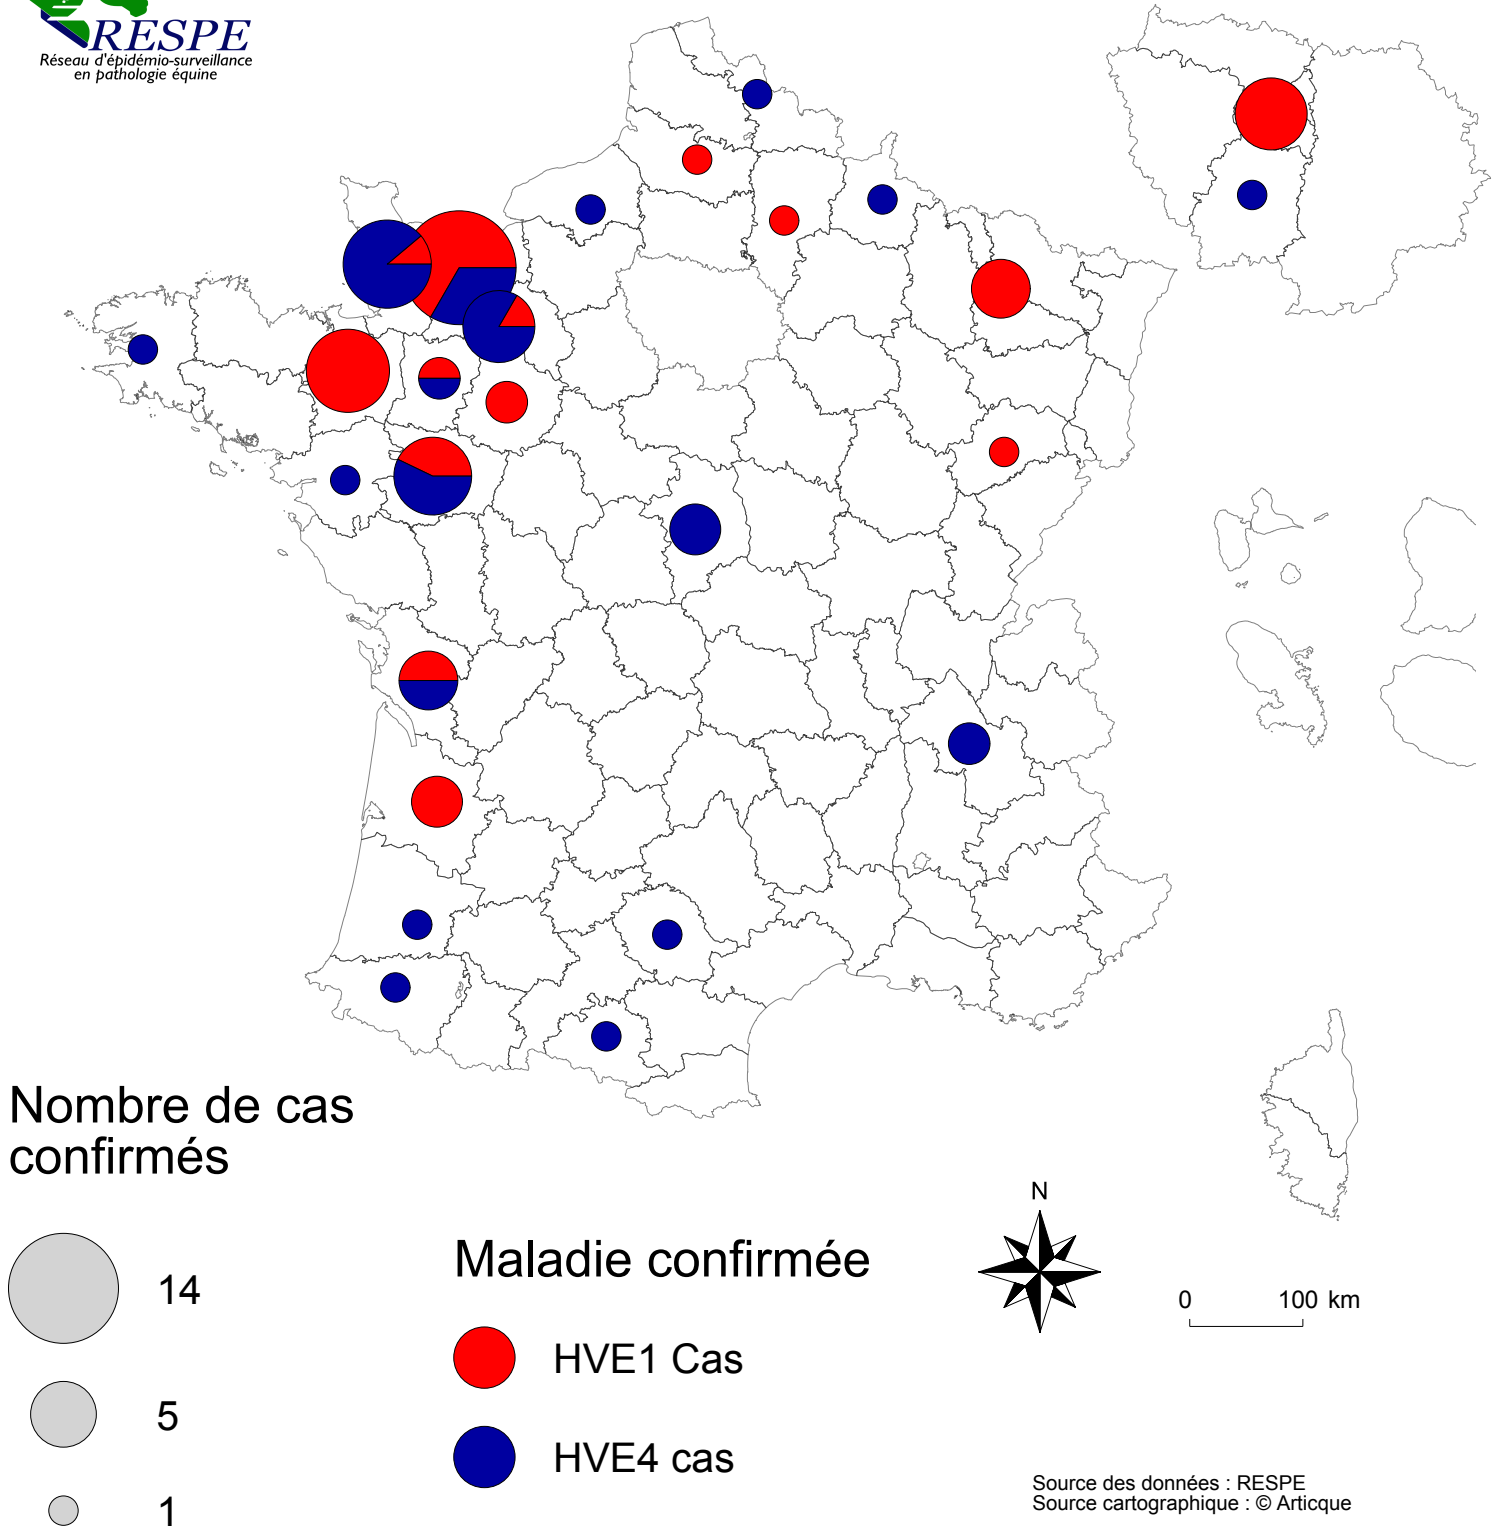 RESPE
Réseau d'épidémio-surveillance
en pathologie équine
Nombre de cas
confirmés
14
5
1
Maladie confirmée
HVE1 Cas
HVE4 cas
N
0 100 km
Source des données : RESPE
Source cartographique : © Articque